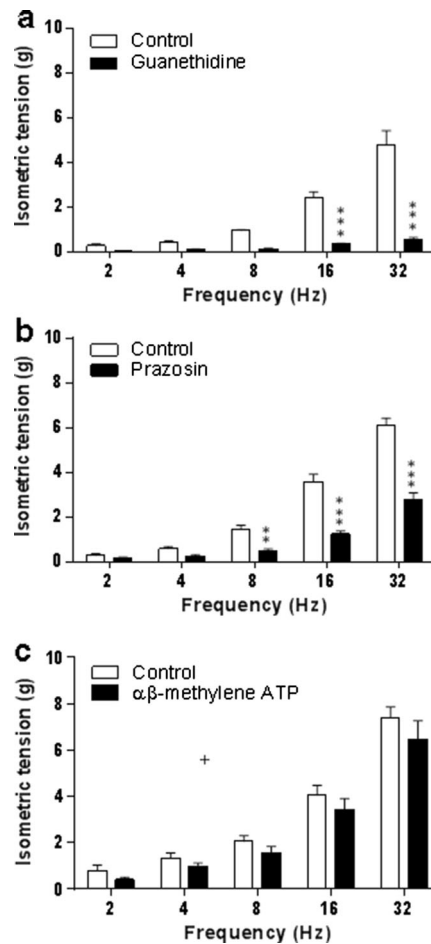 a
Control
Guanethidine
Isometric tension (g)
10
8
6
4
2
0
***
***
2 4 8 16 32
Frequency (Hz)
b
Control
Prazosin
Isometric tension (g)
10
8
6
4
2
0
**
***
***
2 4 8 16 32
Frequency (Hz)
c
Control
αβ-methylene ATP
Isometric tension (g)
10
8
6
4
2
0
+
2 4 8 16 32
Frequency (Hz)